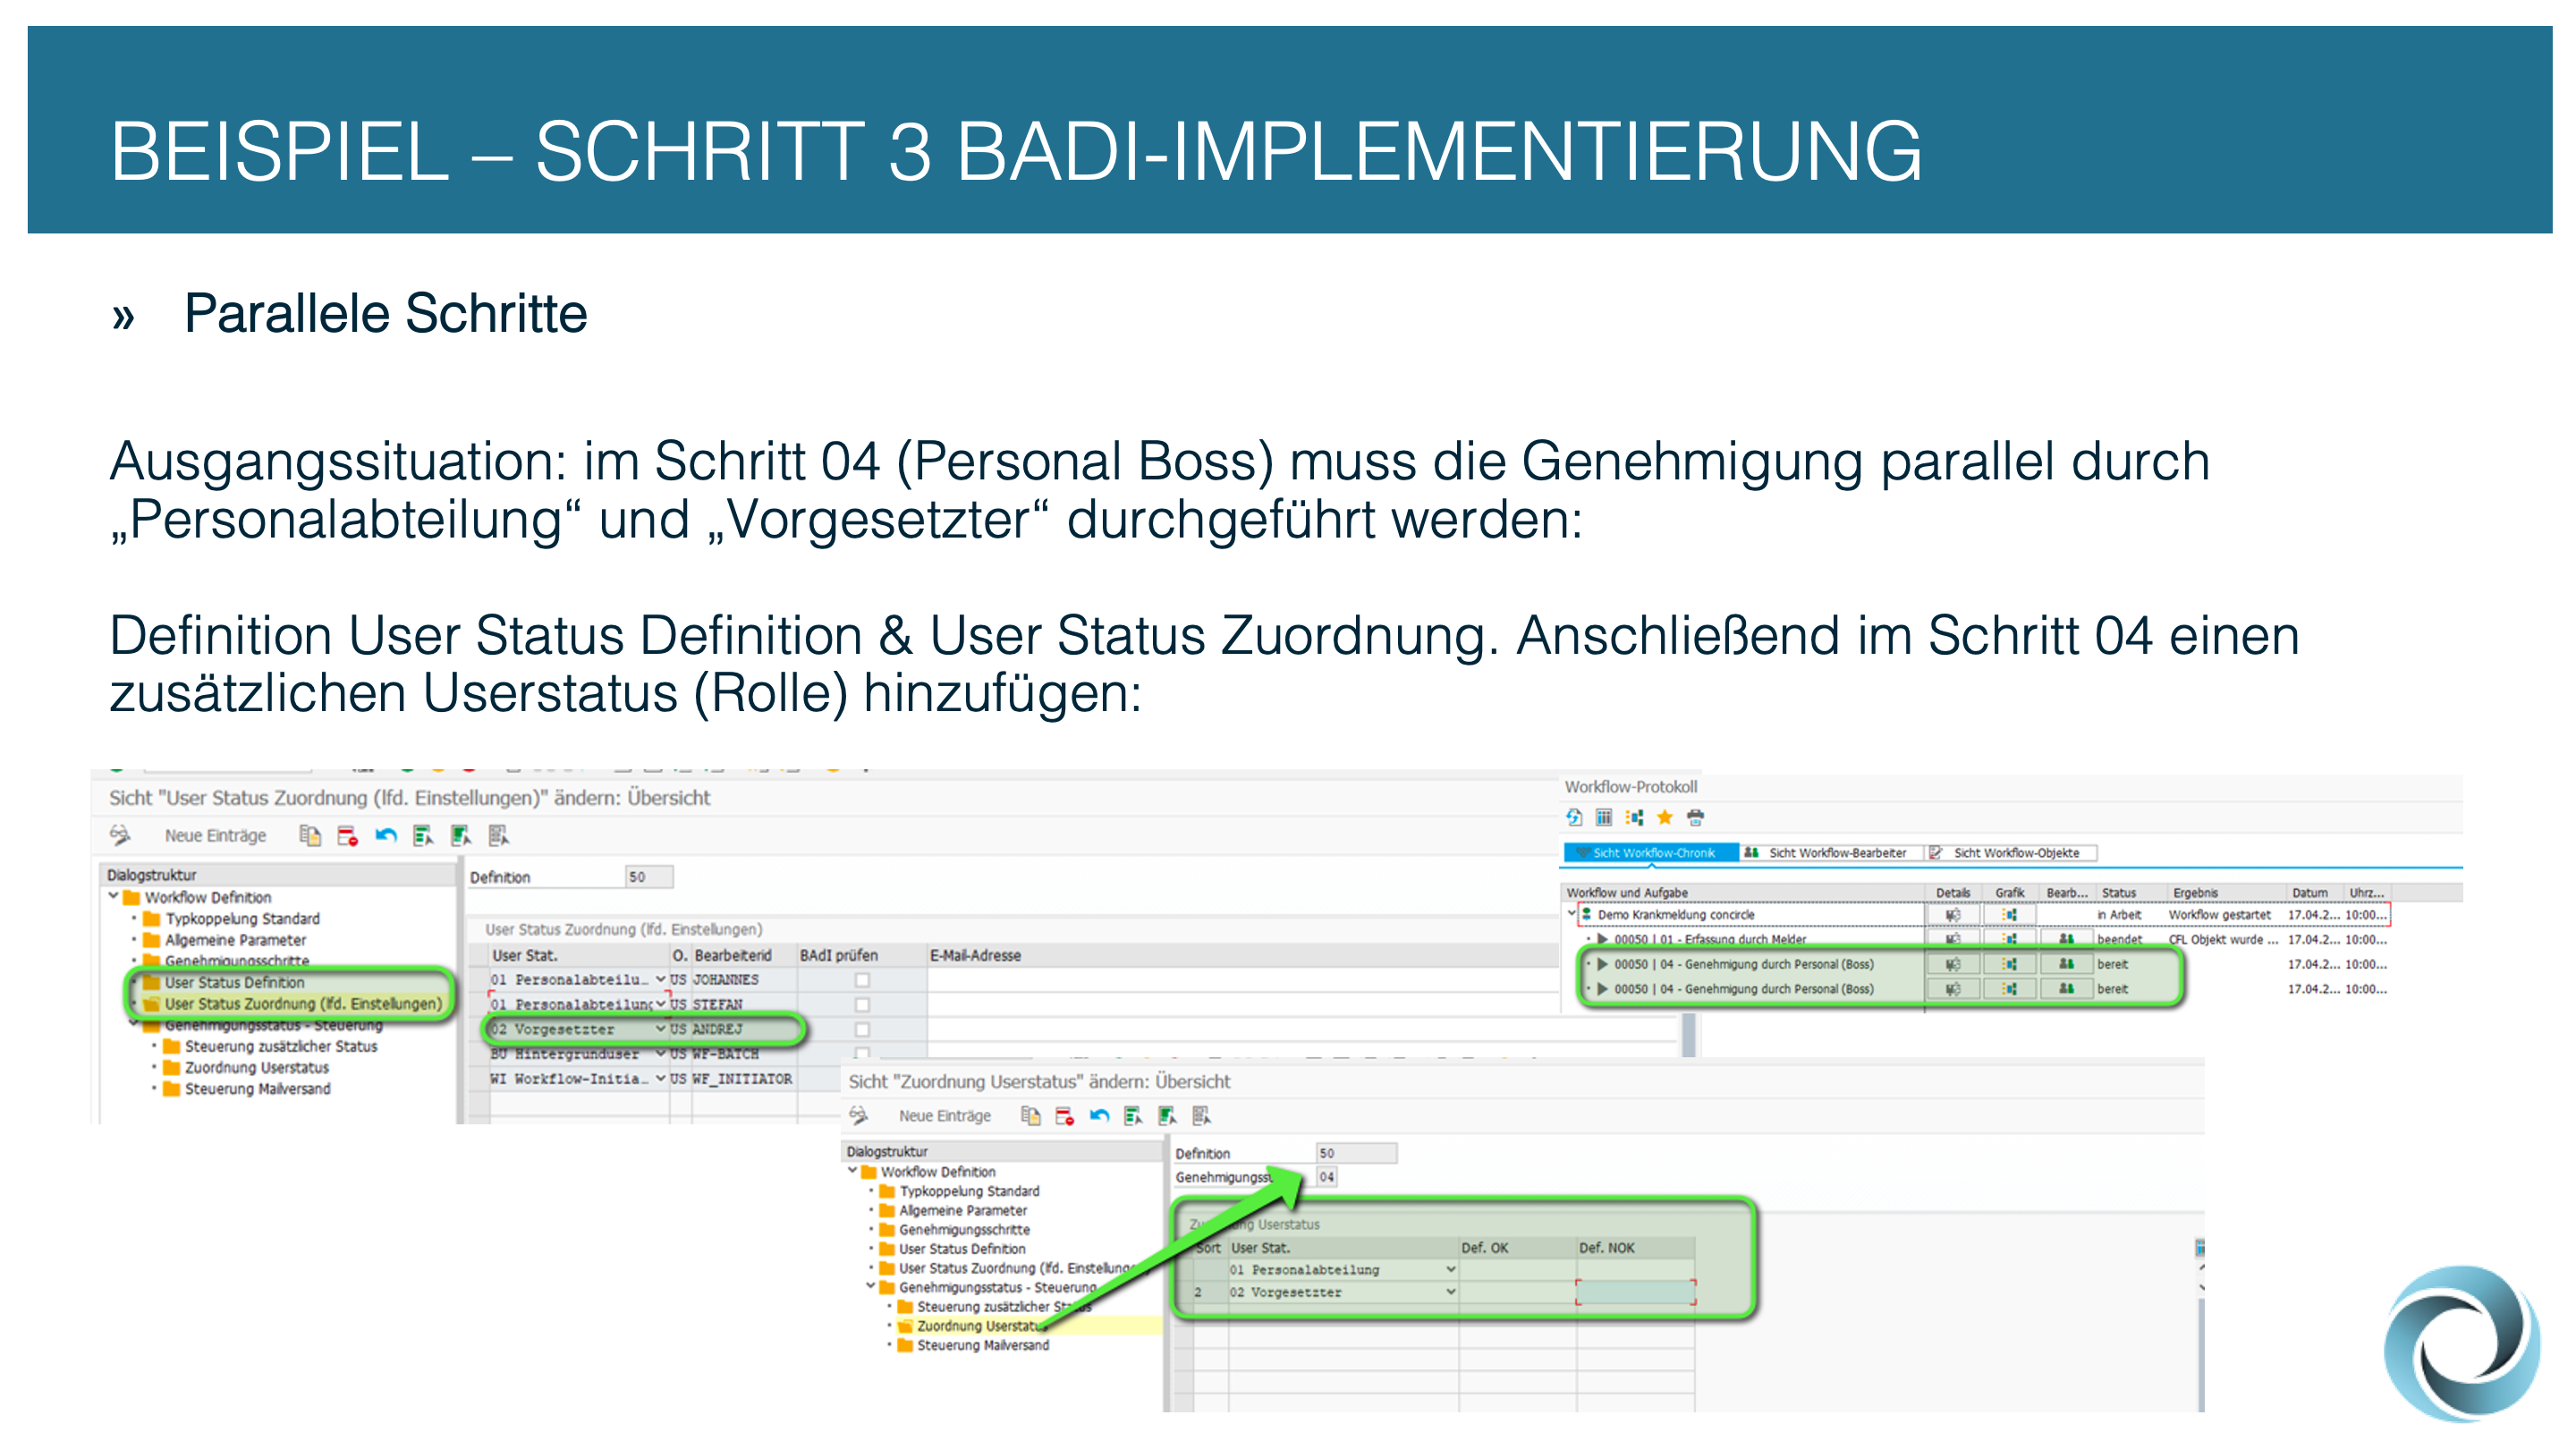 BEISPIEL – SCHRITT 3 BADI-IMPLEMENTIERUNG
» Parallele Schritte
Ausgangssituation: im Schritt 04 (Personal Boss) muss die Genehmigung parallel durch
„Personalabteilung“ und „Vorgesetzter“ durchgeführt werden:
Definition User Status Definition & User Status Zuordnung. Anschließend im Schritt 04 einen
zusätzlichen Userstatus (Rolle) hinzufügen:
Sicht "User Status Zuordnung (lfd. Einstellungen)" ändern: Übersicht
Neue Einträge
Dialogstruktur
Workflow Definition
Typkoppelung Standard
Allgemeine Parameter
Genehmigungsschritte
User Status Definition
User Status Zuordnung (lfd. Einstellungen)
Genehmigungsstatus - Steuerung
Steuerung zusätzlicher Status
Zuordnung Userstatus
Steuerung Mailversand
Definition 50
User Status Zuordnung (lfd. Einstellungen)
User Stat. O. Bearbeiterid BAdI prüfen E-Mail-Adresse
01 Personalabteilu… US JOHANNES
01 Personalabteilung US STEFAN
02 Vorgesetzter US ANDREJ
BU Hintergrunduser US WF-BATCH
WI Workflow-Initia… US WF_INITIATOR
Workflow-Protokoll
Sicht Workflow-Chronik Sicht Workflow-Bearbeiter Sicht Workflow-Objekte
Workflow und Aufgabe Details Grafik Bearb... Status Ergebnis Datum Uhrz...
Demo Krankmeldung concircle in Arbeit Workflow gestartet 17.04.2... 10:00...
00050 | 01 - Erfassung durch Melder beendet CFL Objekt wurde ... 17.04.2... 10:00...
00050 | 04 - Genehmigung durch Personal (Boss) bereit 17.04.2... 10:00...
00050 | 04 - Genehmigung durch Personal (Boss) bereit 17.04.2... 10:00...
Sicht "Zuordnung Userstatus" ändern: Übersicht
Neue Einträge
Dialogstruktur
Workflow Definition
Typkoppelung Standard
Allgemeine Parameter
Genehmigungsschritte
User Status Definition
User Status Zuordnung (lfd. Einstellunge
Genehmigungsstatus - Steuerung
Steuerung zusätzlicher Status
Zuordnung Userstatus
Steuerung Mailversand
Definition 50
Genehmigungss 04
Zuordnung Userstatus
Sort User Stat. Def. OK Def. NOK
01 Personalabteilung
2 02 Vorgesetzter